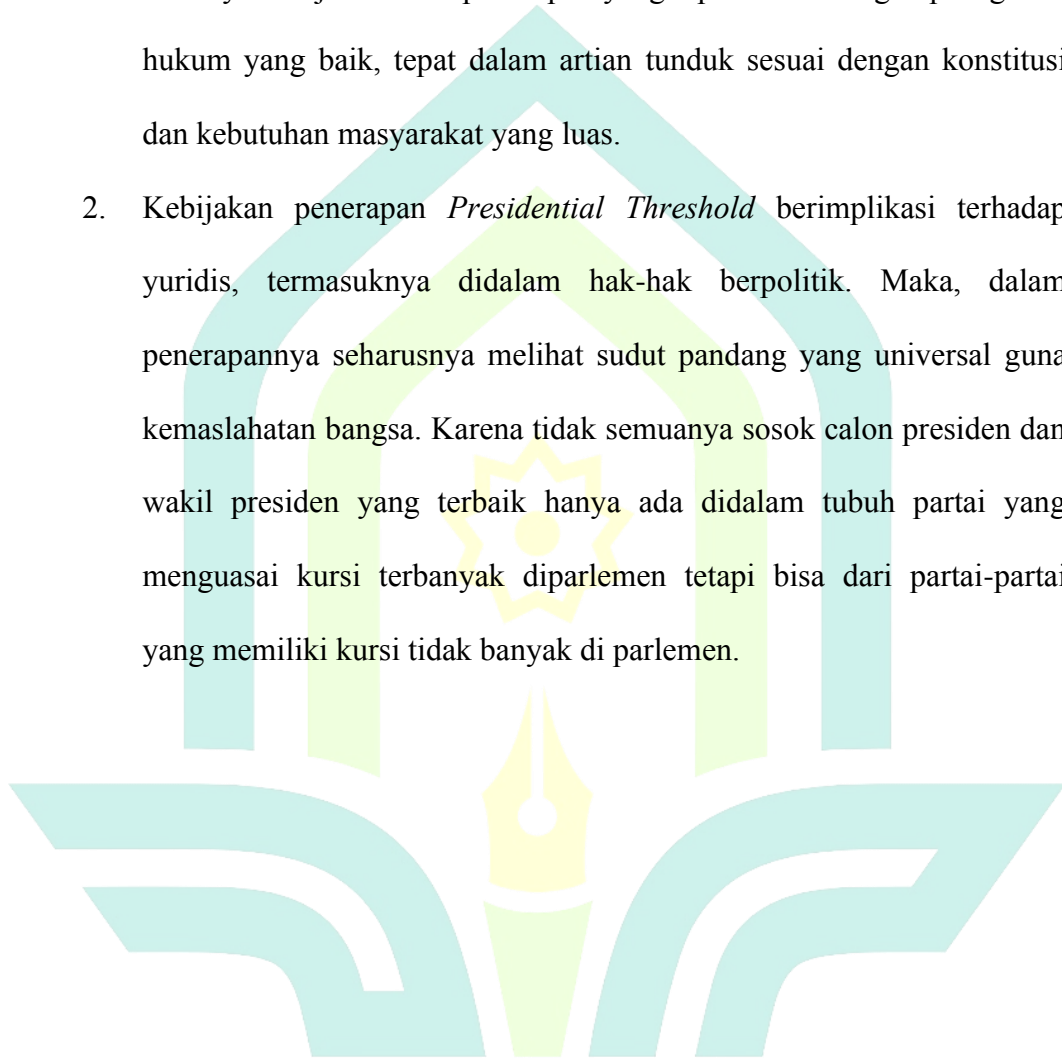 hukum yang baik, tepat dalam artian tunduk sesuai dengan konstitusi
dan kebutuhan masyarakat yang luas.
2. Kebijakan penerapan Presidential Threshold berimplikasi terhadap
yuridis, termasuknya didalam hak-hak berpolitik. Maka, dalam
penerapannya seharusnya melihat sudut pandang yang universal guna
kemaslahatan bangsa. Karena tidak semuanya sosok calon presiden dan
wakil presiden yang terbaik hanya ada didalam tubuh partai yang
menguasai kursi terbanyak diparlemen tetapi bisa dari partai-partai
yang memiliki kursi tidak banyak di parlemen.